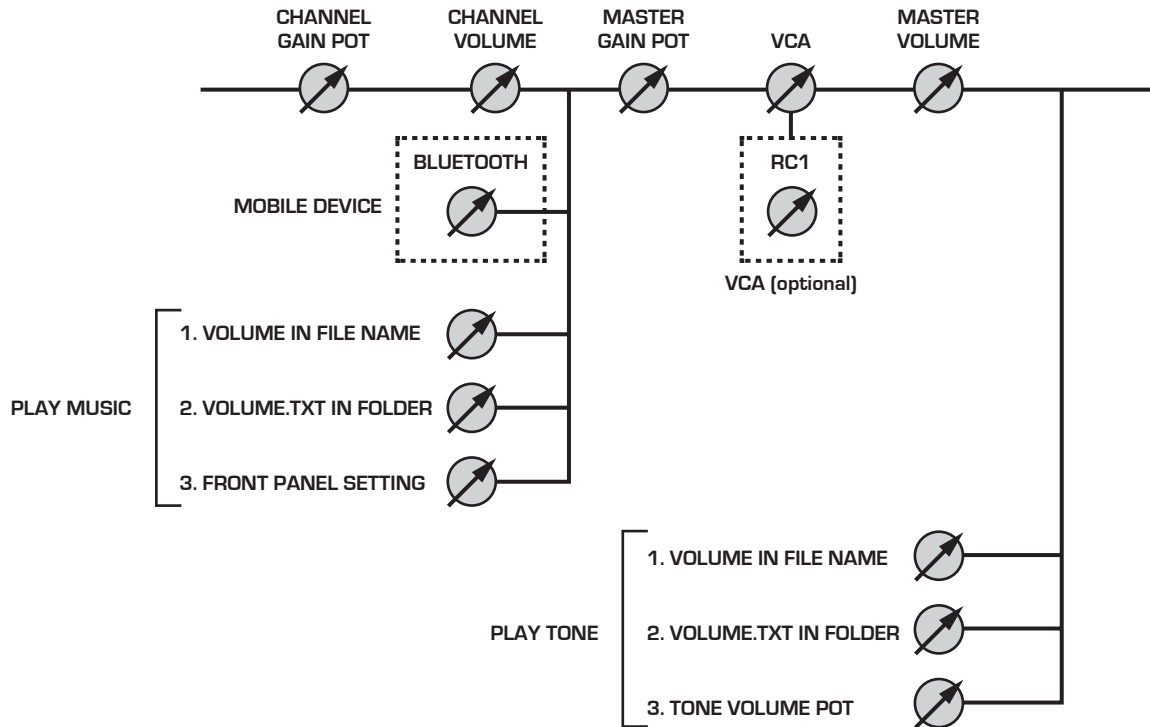 CHANNEL
GAIN POT
CHANNEL
VOLUME
MASTER
GAIN POT
VCA
MASTER
VOLUME
BLUETOOTH
MOBILE DEVICE
RC1
VCA (optional)
PLAY MUSIC
1. VOLUME IN FILE NAME
2. VOLUME.TXT IN FOLDER
3. FRONT PANEL SETTING
PLAY TONE
1. VOLUME IN FILE NAME
2. VOLUME.TXT IN FOLDER
3. TONE VOLUME POT